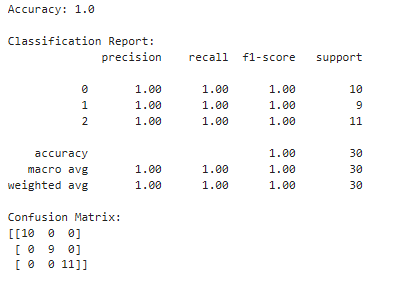 Accuracy: 1.0
Classification Report:
precision recall f1-score support
0 1.00 1.00 1.00 10
1 1.00 1.00 1.00 9
2 1.00 1.00 1.00 11
accuracy 1.00 30
macro avg 1.00 1.00 1.00 30
weighted avg 1.00 1.00 1.00 30
Confusion Matrix:
[[10 0 0]
[ 0 9 0]
[ 0 0 11]]